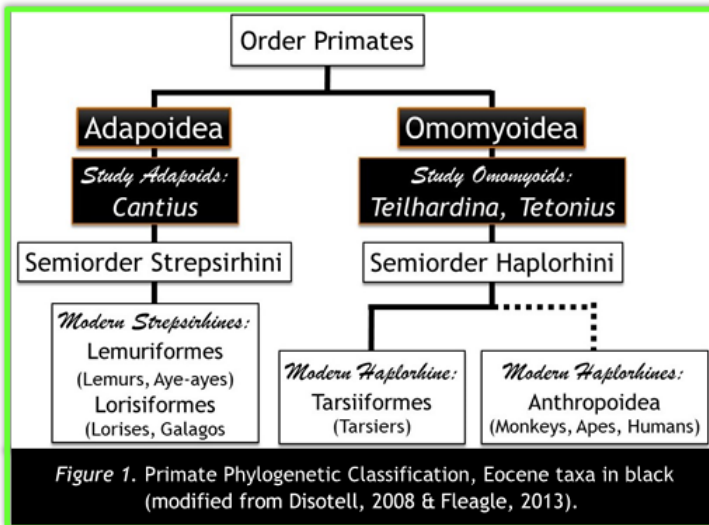 Order Primates
Adapoidea
Omomyoidea
Study Adapoids:
Cantius
Study Omomyoids:
Teilhardina, Tetonius
Semiorder Strepsirhini
Semiorder Haplorhini
Modern Strepsirhines:
Lemuriformes
(Lemurs, Aye-ayes)
Lorisiformes
(Lorises, Galagos
Modern Haplorhine:
Tarsiiformes
(Tarsiers)
Modern Haplorhines:
Anthropoidea
(Monkeys, Apes, Humans)
Figure 1. Primate Phylogenetic Classification, Eocene taxa in black
(modified from Disotell, 2008 & Fleagle, 2013).